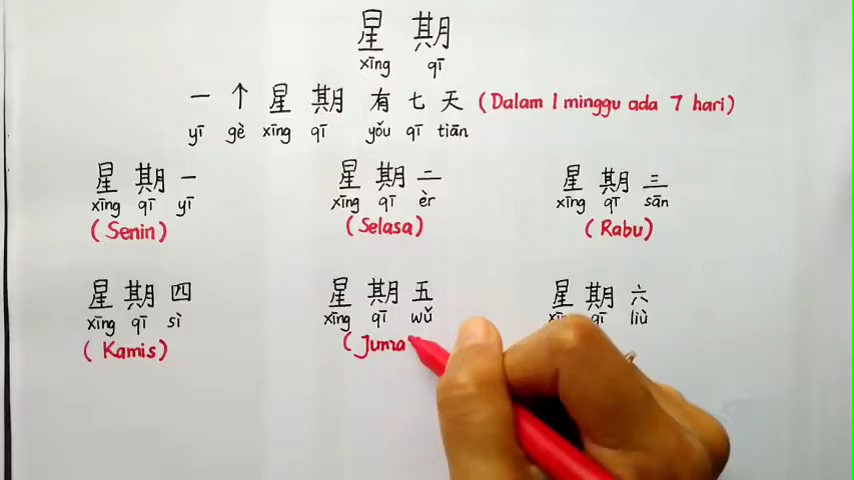 星 期
xīng qī
一 个 星 期 有 七 天 (Dalam 1 minggu ada 7 hari)
yī gè xīng qī yǒu qī tiān
星 期 一 星 期 二 星 期 三
xīng qī yī xīng qī èr xīng qī sān
(Senin) (Selasa) (Rabu)
星 期 四 星 期 五 星 期 六
xīng qī sì xīng qī wǔ qī liù
(Kamis) (Juma